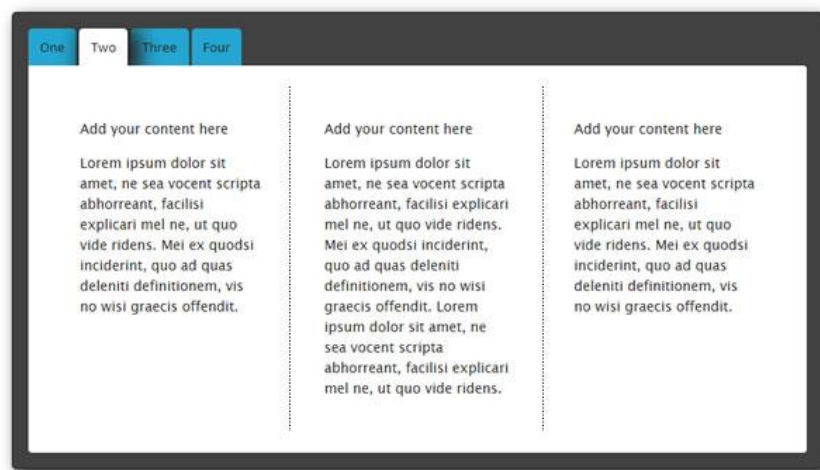 One
Two
Three
Four
Add your content here
Lorem ipsum dolor sit
amet, ne sea vocent scripta
abhorreant, facilisi
explicari mel ne, ut quo
vide ridens. Mei ex quodsi
inciderint, quo ad quas
deleniti definitionem, vis
no wisi graecis offendit.
Add your content here
Lorem ipsum dolor sit
amet, ne sea vocent scripta
abhorreant, facilisi explicari
mel ne, ut quo vide ridens.
Mei ex quodsi inciderint,
quo ad quas deleniti
definitionem, vis no wisi
graecis offendit. Lorem
ipsum dolor sit amet, ne
sea vocent scripta
abhorreant, facilisi explicari
mel ne, ut quo vide ridens.
Add your content here
Lorem ipsum dolor sit
amet, ne sea vocent scripta
abhorreant, facilisi
explicari mel ne, ut quo
vide ridens. Mei ex quodsi
inciderint, quo ad quas
deleniti definitionem, vis
no wisi graecis offendit.